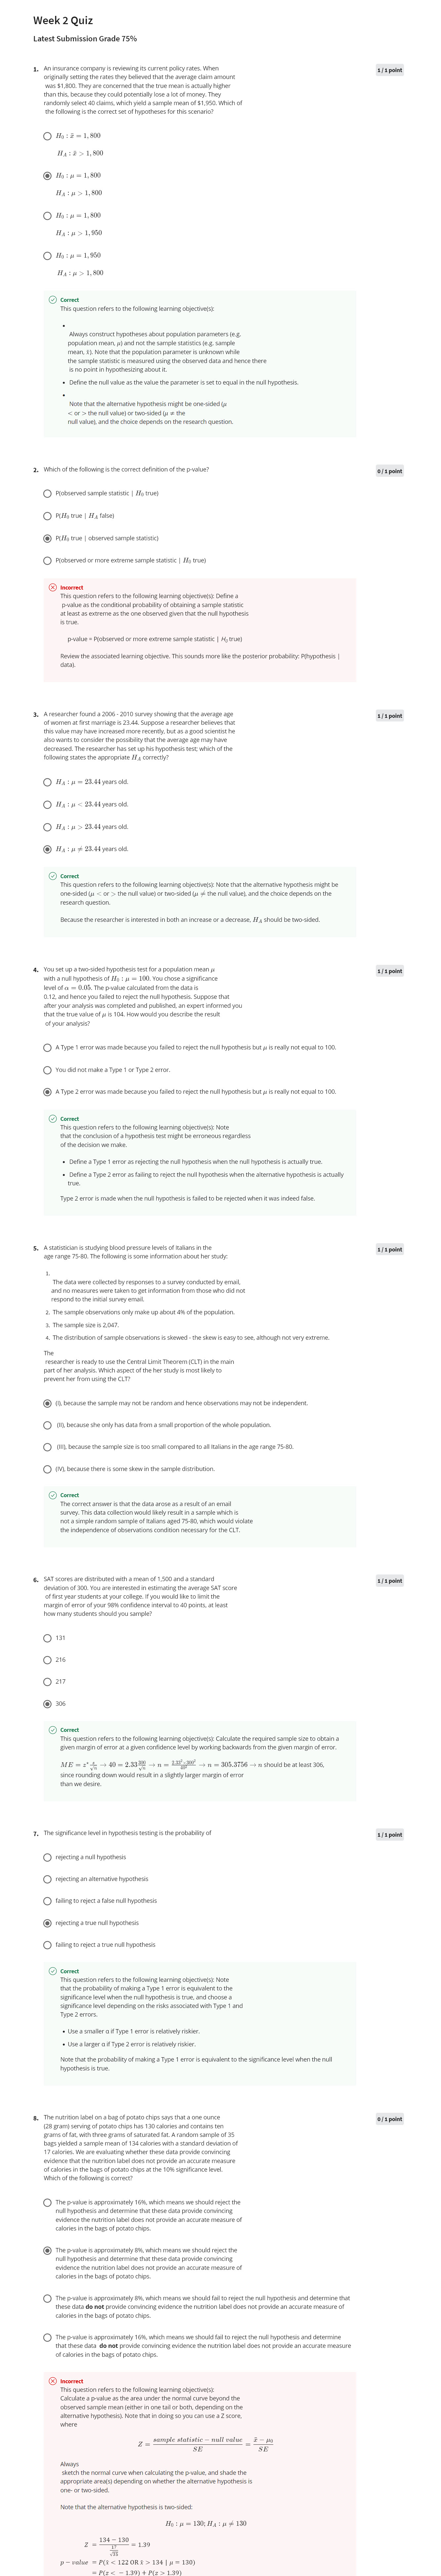 Week 2 Quiz
Latest Submission Grade 75%
1. An insurance company is reviewing its current policy rates. When
originally setting the rates they believed that the average claim amount
was $1,800. They are concerned that the true mean is actually higher
than this, because they could potentially lose a lot of money. They
randomly select 40 claims, which yield a sample mean of $1,950. Which of
the following is the correct set of hypotheses for this scenario?
1 / 1 point
H₀ : x̄ = 1,800
H_A : x̄ > 1,800
H₀ : μ = 1,800
H_A : μ > 1,800
H₀ : μ = 1,800
H_A : μ > 1,950
H₀ : μ = 1,950
H_A : μ > 1,800
Correct
This question refers to the following learning objective(s):
•
Always construct hypotheses about population parameters (e.g.
population mean, μ) and not the sample statistics (e.g. sample
mean, x̄). Note that the population parameter is unknown while
the sample statistic is measured using the observed data and hence there
is no point in hypothesizing about it.
• Define the null value as the value the parameter is set to equal in the null hypothesis.
•
Note that the alternative hypothesis might be one-sided (μ
< or > the null value) or two-sided (μ ≠ the
null value), and the choice depends on the research question.
2. Which of the following is the correct definition of the p-value?
0 / 1 point
P(observed sample statistic | H₀ true)
P(H₀ true | H_A false)
P(H₀ true | observed sample statistic)
P(observed or more extreme sample statistic | H₀ true)
Incorrect
This question refers to the following learning objective(s): Define a
p-value as the conditional probability of obtaining a sample statistic
at least as extreme as the one observed given that the null hypothesis
is true.
p-value = P(observed or more extreme sample statistic | H₀ true)
Review the associated learning objective. This sounds more like the posterior probability: P(hypothesis |
data).
3. A researcher found a 2006 - 2010 survey showing that the average age
of women at first marriage is 23.44. Suppose a researcher believes that
this value may have increased more recently, but as a good scientist he
also wants to consider the possibility that the average age may have
decreased. The researcher has set up his hypothesis test; which of the
following states the appropriate H_A correctly?
1 / 1 point
H_A : μ = 23.44 years old.
H_A : μ < 23.44 years old.
H_A : μ > 23.44 years old.
H_A : μ ≠ 23.44 years old.
Correct
This question refers to the following learning objective(s): Note that the alternative hypothesis might be
one-sided (μ < or > the null value) or two-sided (μ ≠ the null value), and the choice depends on the
research question.
Because the researcher is interested in both an increase or a decrease, H_A should be two-sided.
4. You set up a two-sided hypothesis test for a population mean μ
with a null hypothesis of H₀ : μ = 100. You chose a significance
level of α = 0.05. The p-value calculated from the data is
0.12, and hence you failed to reject the null hypothesis. Suppose that
after your analysis was completed and published, an expert informed you
that the true value of μ is 104. How would you describe the result
of your analysis?
1 / 1 point
A Type 1 error was made because you failed to reject the null hypothesis but μ is really not equal to 100.
You did not make a Type 1 or Type 2 error.
A Type 2 error was made because you failed to reject the null hypothesis but μ is really not equal to 100.
Correct
This question refers to the following learning objective(s): Note
that the conclusion of a hypothesis test might be erroneous regardless
of the decision we make.
• Define a Type 1 error as rejecting the null hypothesis when the null hypothesis is actually true.
• Define a Type 2 error as failing to reject the null hypothesis when the alternative hypothesis is actually
true.
Type 2 error is made when the null hypothesis is failed to be rejected when it was indeed false.
5. A statistician is studying blood pressure levels of Italians in the
age range 75-80. The following is some information about her study:
1 / 1 point
1.
The data were collected by responses to a survey conducted by email,
and no measures were taken to get information from those who did not
respond to the initial survey email.
2. The sample observations only make up about 4% of the population.
3. The sample size is 2,047.
4. The distribution of sample observations is skewed - the skew is easy to see, although not very extreme.
The
researcher is ready to use the Central Limit Theorem (CLT) in the main
part of her analysis. Which aspect of the her study is most likely to
prevent her from using the CLT?
(I), because the sample may not be random and hence observations may not be independent.
(II), because she only has data from a small proportion of the whole population.
(III), because the sample size is too small compared to all Italians in the age range 75-80.
(IV), because there is some skew in the sample distribution.
Correct
The correct answer is that the data arose as a result of an email
survey. This data collection would likely result in a sample which is
not a simple random sample of Italians aged 75-80, which would violate
the independence of observations condition necessary for the CLT.
6. SAT scores are distributed with a mean of 1,500 and a standard
deviation of 300. You are interested in estimating the average SAT score
of first year students at your college. If you would like to limit the
margin of error of your 98% confidence interval to 40 points, at least
how many students should you sample?
1 / 1 point
131
216
217
306
Correct
This question refers to the following learning objective(s): Calculate the required sample size to obtain a
given margin of error at a given confidence level by working backwards from the given margin of error.
ME = z* σ/√n → 40 = 2.33 300/√n → n = 2.33²×300²/40² → n = 305.3756 → n should be at least 306,
since rounding down would result in a slightly larger margin of error
than we desire.
7. The significance level in hypothesis testing is the probability of
1 / 1 point
rejecting a null hypothesis
rejecting an alternative hypothesis
failing to reject a false null hypothesis
rejecting a true null hypothesis
failing to reject a true null hypothesis
Correct
This question refers to the following learning objective(s): Note
that the probability of making a Type 1 error is equivalent to the
significance level when the null hypothesis is true, and choose a
significance level depending on the risks associated with Type 1 and
Type 2 errors.
• Use a smaller α if Type 1 error is relatively riskier.
• Use a larger α if Type 2 error is relatively riskier.
Note that the probability of making a Type 1 error is equivalent to the significance level when the null
hypothesis is true.
8. The nutrition label on a bag of potato chips says that a one ounce
(28 gram) serving of potato chips has 130 calories and contains ten
grams of fat, with three grams of saturated fat. A random sample of 35
bags yielded a sample mean of 134 calories with a standard deviation of
17 calories. We are evaluating whether these data provide convincing
evidence that the nutrition label does not provide an accurate measure
of calories in the bags of potato chips at the 10% significance level.
Which of the following is correct?
0 / 1 point
The p-value is approximately 16%, which means we should reject the
null hypothesis and determine that these data provide convincing
evidence the nutrition label does not provide an accurate measure of
calories in the bags of potato chips.
The p-value is approximately 8%, which means we should reject the
null hypothesis and determine that these data provide convincing
evidence the nutrition label does not provide an accurate measure of
calories in the bags of potato chips.
The p-value is approximately 8%, which means we should fail to reject the null hypothesis and determine that
these data do not provide convincing evidence the nutrition label does not provide an accurate measure of
calories in the bags of potato chips.
The p-value is approximately 16%, which means we should fail to reject the null hypothesis and determine
that these data do not provide convincing evidence the nutrition label does not provide an accurate measure
of calories in the bags of potato chips.
Incorrect
This question refers to the following learning objective(s):
Calculate a p-value as the area under the normal curve beyond the
observed sample mean (either in one tail or both, depending on the
alternative hypothesis). Note that in doing so you can use a Z score,
where
Z = (sample statistic − null value)/SE = (x̄ − μ₀)/SE
Always
sketch the normal curve when calculating the p-value, and shade the
appropriate area(s) depending on whether the alternative hypothesis is
one- or two-sided.
Note that the alternative hypothesis is two-sided:
H₀ : μ = 130; H_A : μ ≠ 130
Z = (134 − 130)/(17/√35) = 1.39
p − value = P(x̄ < 122 OR x̄ > 134 | μ = 130)
= P(z < −1.39) + P(z > 1.39)